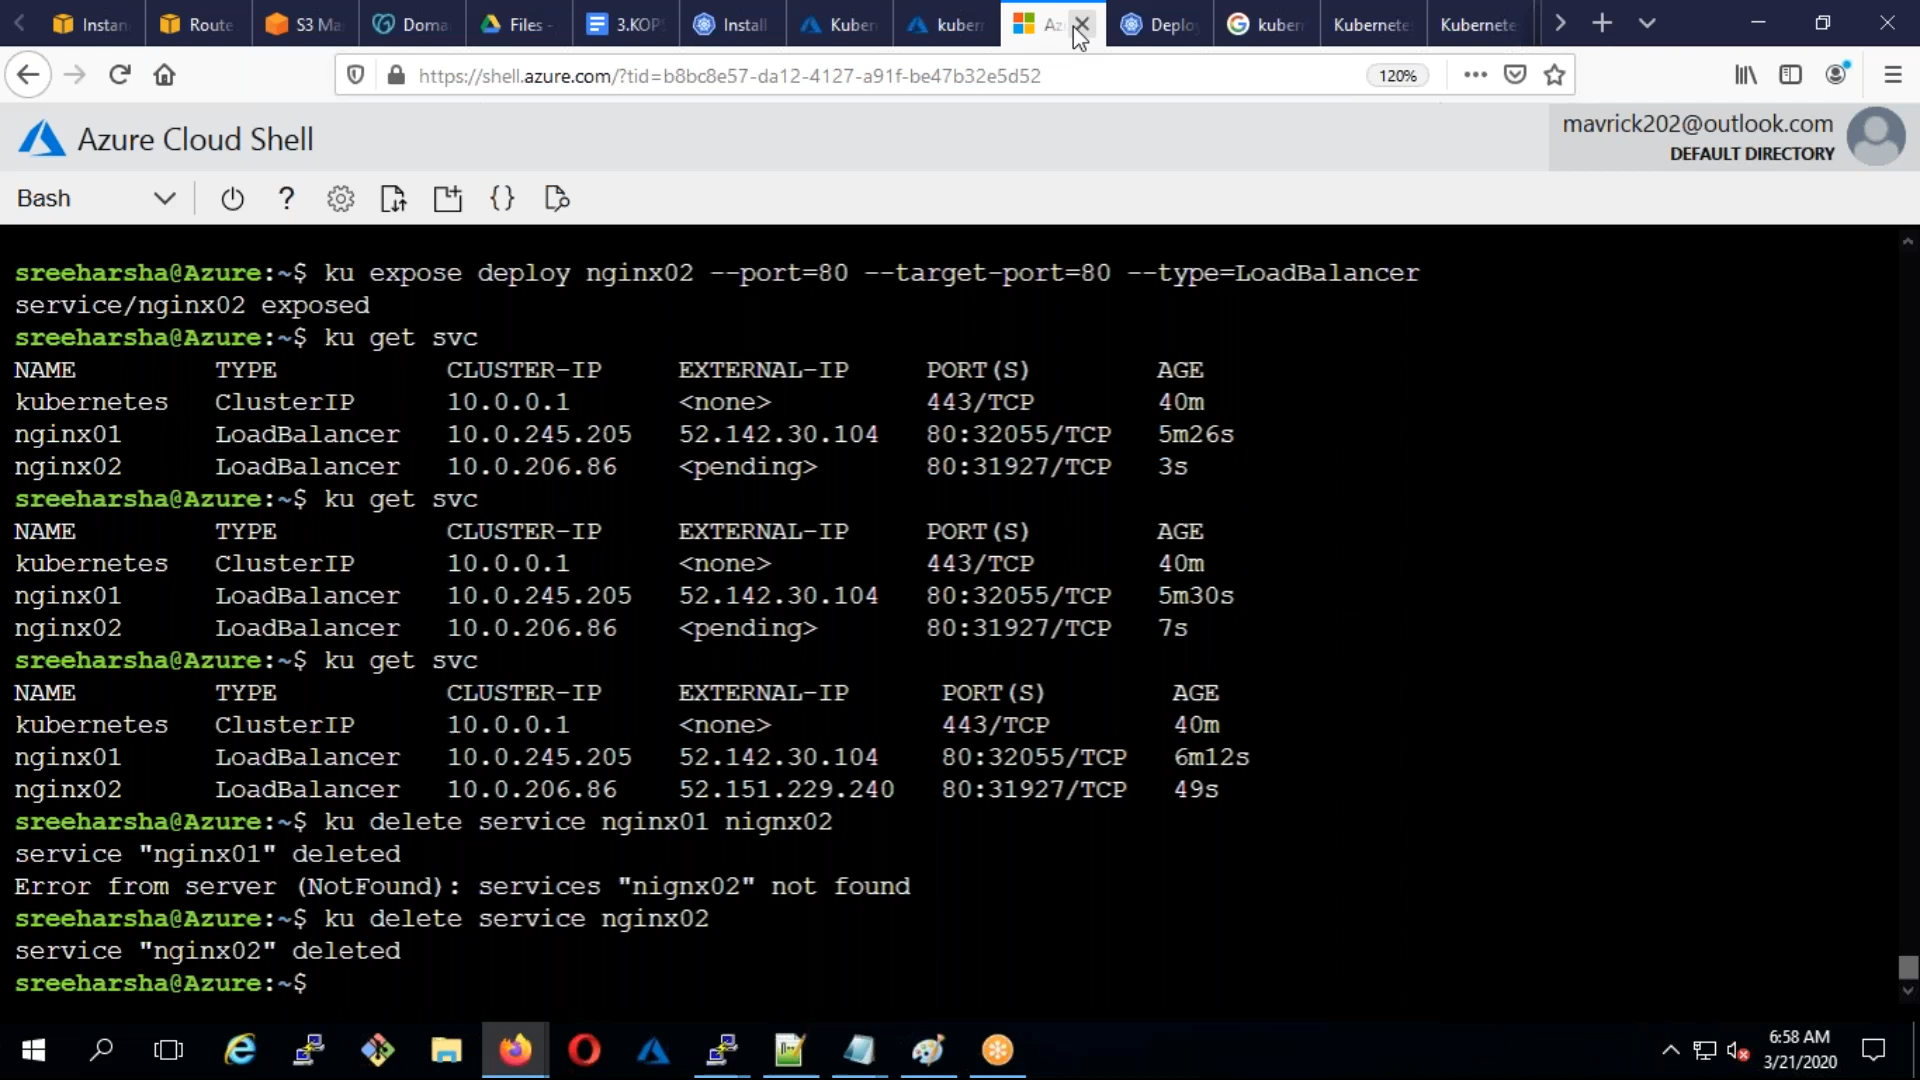 Instan
Route
S3 Ma
Doma
Files -
3.KOPS
Install
Kuber
kuber
Az
Deplo
kuber
Kubernete
Kubernete
https://shell.azure.com/?tid=b8bc8e57-da12-4127-a91f-be47b32e5d52
120%
Azure Cloud Shell
mavrick202@outlook.com
DEFAULT DIRECTORY
Bash
sreeharsha@Azure:~$ ku expose deploy nginx02 --port=80 --target-port=80 --type=LoadBalancer
service/nginx02 exposed
sreeharsha@Azure:~$ ku get svc
NAME TYPE CLUSTER-IP EXTERNAL-IP PORT(S) AGE
kubernetes ClusterIP 10.0.0.1 <none> 443/TCP 40m
nginx01 LoadBalancer 10.0.245.205 52.142.30.104 80:32055/TCP 5m26s
nginx02 LoadBalancer 10.0.206.86 <pending> 80:31927/TCP 3s
sreeharsha@Azure:~$ ku get svc
NAME TYPE CLUSTER-IP EXTERNAL-IP PORT(S) AGE
kubernetes ClusterIP 10.0.0.1 <none> 443/TCP 40m
nginx01 LoadBalancer 10.0.245.205 52.142.30.104 80:32055/TCP 5m30s
nginx02 LoadBalancer 10.0.206.86 <pending> 80:31927/TCP 7s
sreeharsha@Azure:~$ ku get svc
NAME TYPE CLUSTER-IP EXTERNAL-IP PORT(S) AGE
kubernetes ClusterIP 10.0.0.1 <none> 443/TCP 40m
nginx01 LoadBalancer 10.0.245.205 52.142.30.104 80:32055/TCP 6m12s
nginx02 LoadBalancer 10.0.206.86 52.151.229.240 80:31927/TCP 49s
sreeharsha@Azure:~$ ku delete service nginx01 nignx02
service "nginx01" deleted
Error from server (NotFound): services "nignx02" not found
sreeharsha@Azure:~$ ku delete service nginx02
service "nginx02" deleted
sreeharsha@Azure:~$
6:58 AM
3/21/2020